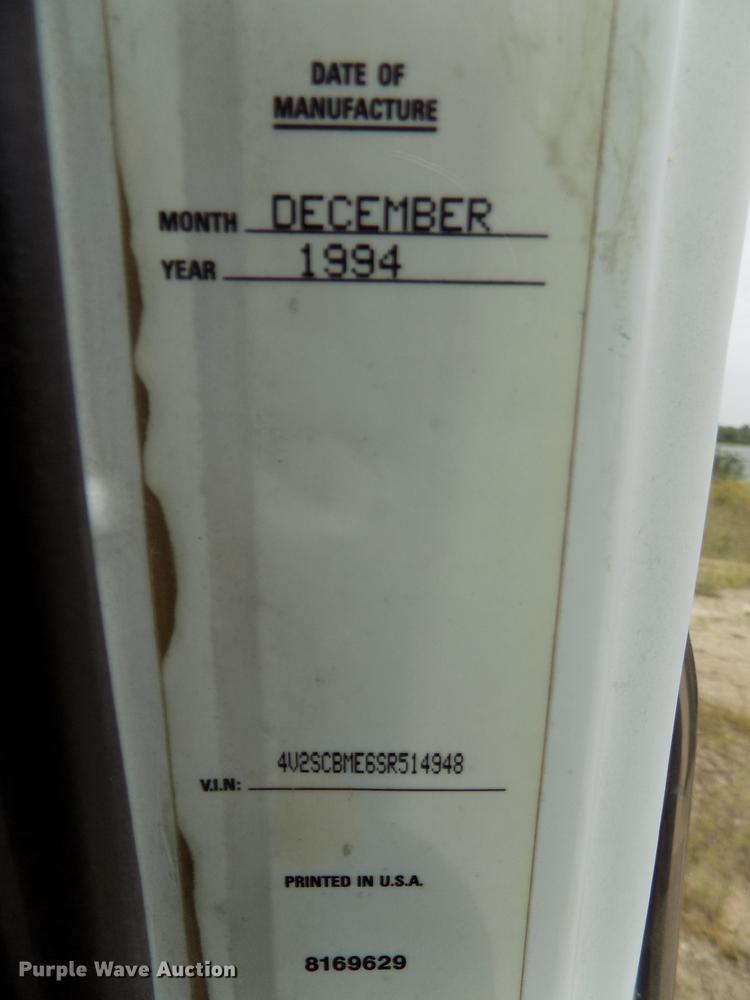 DATE OF
MANUFACTURE
MONTH DECEMBER
YEAR 1994
4V2SCBME6SR514948
V.I.N:
PRINTED IN U.S.A.
8169629
Purple Wave Auction